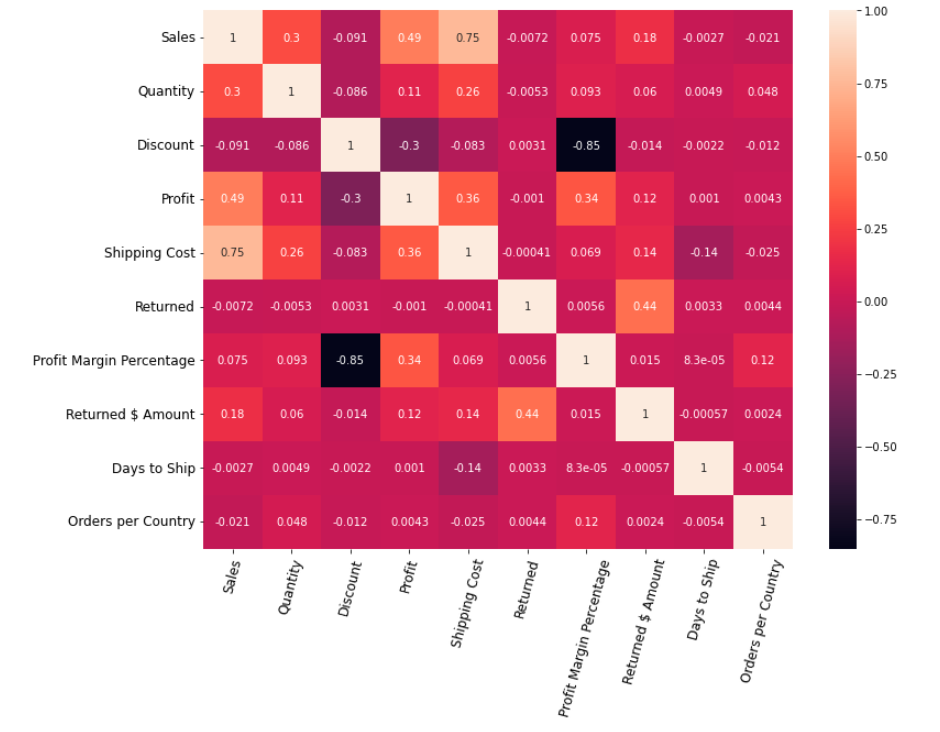 Sales 1 0.3 -0.091 0.49 0.75 -0.0072 0.075 0.18 -0.0027 -0.021
Quantity 0.3 1 -0.086 0.11 0.26 -0.0053 0.093 0.06 0.0049 0.048
Discount -0.091 -0.086 1 -0.3 -0.083 0.0031 -0.85 -0.014 -0.0022 -0.012
Profit 0.49 0.11 -0.3 1 0.36 -0.001 0.34 0.12 0.001 0.0043
Shipping Cost 0.75 0.26 -0.083 0.36 1 -0.00041 0.069 0.14 -0.14 -0.025
Returned -0.0072 -0.0053 0.0031 -0.001 -0.00041 1 0.0056 0.44 0.0033 0.0044
Profit Margin Percentage 0.075 0.093 -0.85 0.34 0.069 0.0056 1 0.015 8.3e-05 0.12
Returned $ Amount 0.18 0.06 -0.014 0.12 0.14 0.44 0.015 1 -0.00057 0.0024
Days to Ship -0.0027 0.0049 -0.0022 0.001 -0.14 0.0033 8.3e-05 -0.00057 1 -0.0054
Orders per Country -0.021 0.048 -0.012 0.0043 -0.025 0.0044 0.12 0.0024 -0.0054 1
Sales
Quantity
Discount
Profit
Shipping Cost
Returned
Profit Margin Percentage
Returned $ Amount
Days to Ship
Orders per Country
1.00
0.75
0.50
0.25
0.00
−0.25
−0.50
−0.75